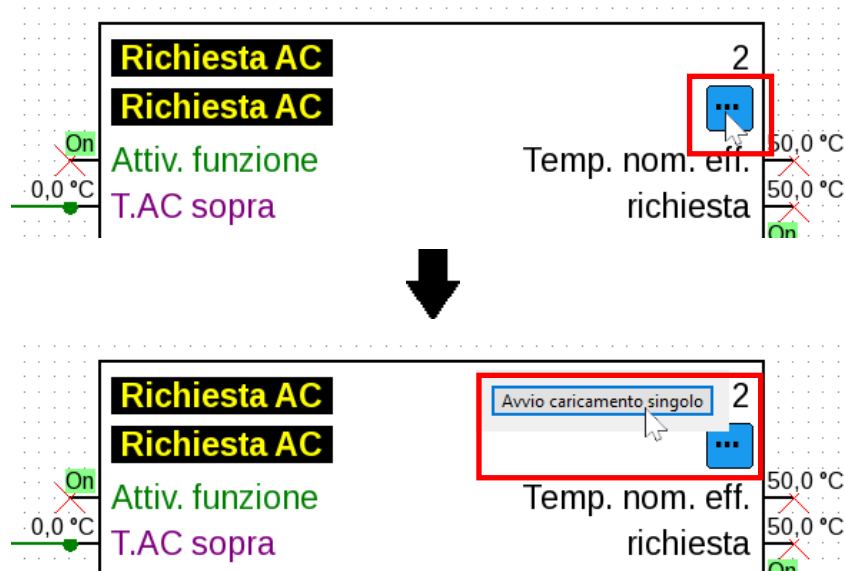 Richiesta AC 2
Richiesta AC ...
On Attiv. funzione Temp. nom. eff. 50,0 °C
0,0 °C T.AC sopra richiesta 50,0 °C
On
Richiesta AC Avvio caricamento singolo 2
Richiesta AC ...
On Attiv. funzione Temp. nom. eff. 50,0 °C
0,0 °C T.AC sopra richiesta 50,0 °C
On